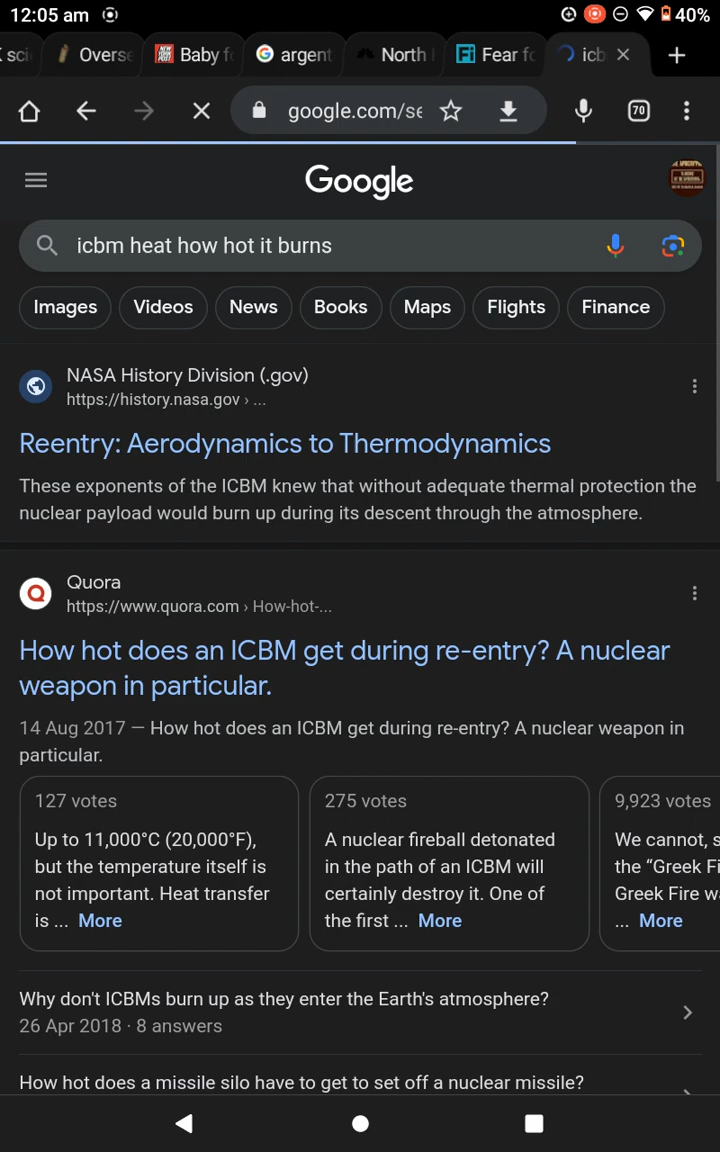 12:05 am 40%
sci Overs Baby f argent North Fear fo icb
google.com/se 70
Google
icbm heat how hot it burns
Images Videos News Books Maps Flights Finance
NASA History Division (.gov)
https://history.nasa.gov › ...
Reentry: Aerodynamics to Thermodynamics
These exponents of the ICBM knew that without adequate thermal protection the
nuclear payload would burn up during its descent through the atmosphere.
Quora
https://www.quora.com › How-hot-...
How hot does an ICBM get during re-entry? A nuclear
weapon in particular.
14 Aug 2017 — How hot does an ICBM get during re-entry? A nuclear weapon in
particular.
127 votes
Up to 11,000°C (20,000°F),
but the temperature itself is
not important. Heat transfer
is ... More
275 votes
A nuclear fireball detonated
in the path of an ICBM will
certainly destroy it. One of
the first ... More
9,923 votes
We cannot, s
the “Greek Fi
Greek Fire w
... More
Why don't ICBMs burn up as they enter the Earth's atmosphere?
26 Apr 2018 · 8 answers
How hot does a missile silo have to get to set off a nuclear missile?